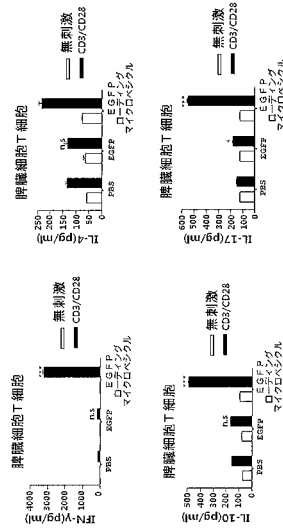 脾臓細胞T細胞
IFN-γ(pg/ml)
4000
3000
2000
1000
0
n.s
***
□無刺激
■CD3/CD28
PBS
EGFP
EGFP
ローディング
マイクロベシクル
脾臓細胞T細胞
IL-4(pg/ml)
250
200
150
100
50
0
n.s
□無刺激
■CD3/CD28
PBS
EGFP
EGFP
ローディング
マイクロベシクル
脾臓細胞T細胞
IL-10(pg/ml)
500
400
300
200
100
0
n.s
***
□無刺激
■CD3/CD28
PBS
EGFP
EGFP
ローディング
マイクロベシクル
脾臓細胞T細胞
IL-17(pg/ml)
600
500
400
300
200
100
0
*
***
□無刺激
■CD3/CD28
PBS
EGFP
EGFP
ローディング
マイクロベシクル